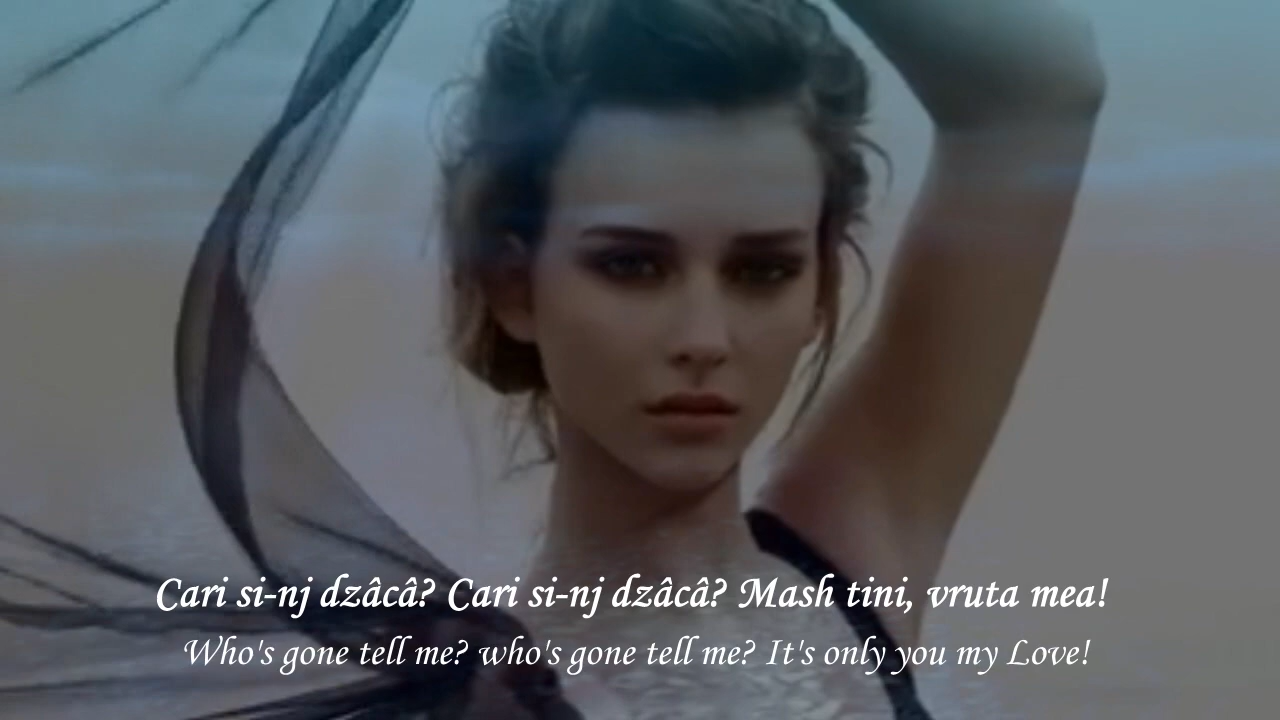 Cari si-nj dzâcâ? Cari si-nj dzâcâ? Mash tini, vruta mea!
Who's gone tell me? who's gone tell me? It's only you my Love!